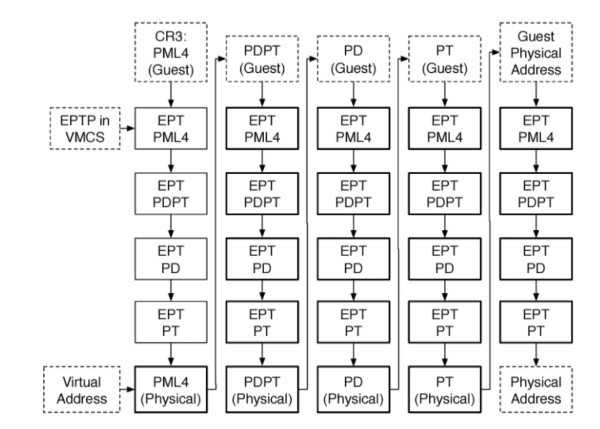 CR3:
PML4
(Guest)
PDPT
(Guest)
PD
(Guest)
PT
(Guest)
Guest
Physical
Address
EPTP in
VMCS
EPT
PML4
EPT
PML4
EPT
PML4
EPT
PML4
EPT
PML4
EPT
PDPT
EPT
PDPT
EPT
PDPT
EPT
PDPT
EPT
PDPT
EPT
PD
EPT
PD
EPT
PD
EPT
PD
EPT
PD
EPT
PT
EPT
PT
EPT
PT
EPT
PT
EPT
PT
Virtual
Address
PML4
(Physical)
PDPT
(Physical)
PD
(Physical)
PT
(Physical)
Physical
Address